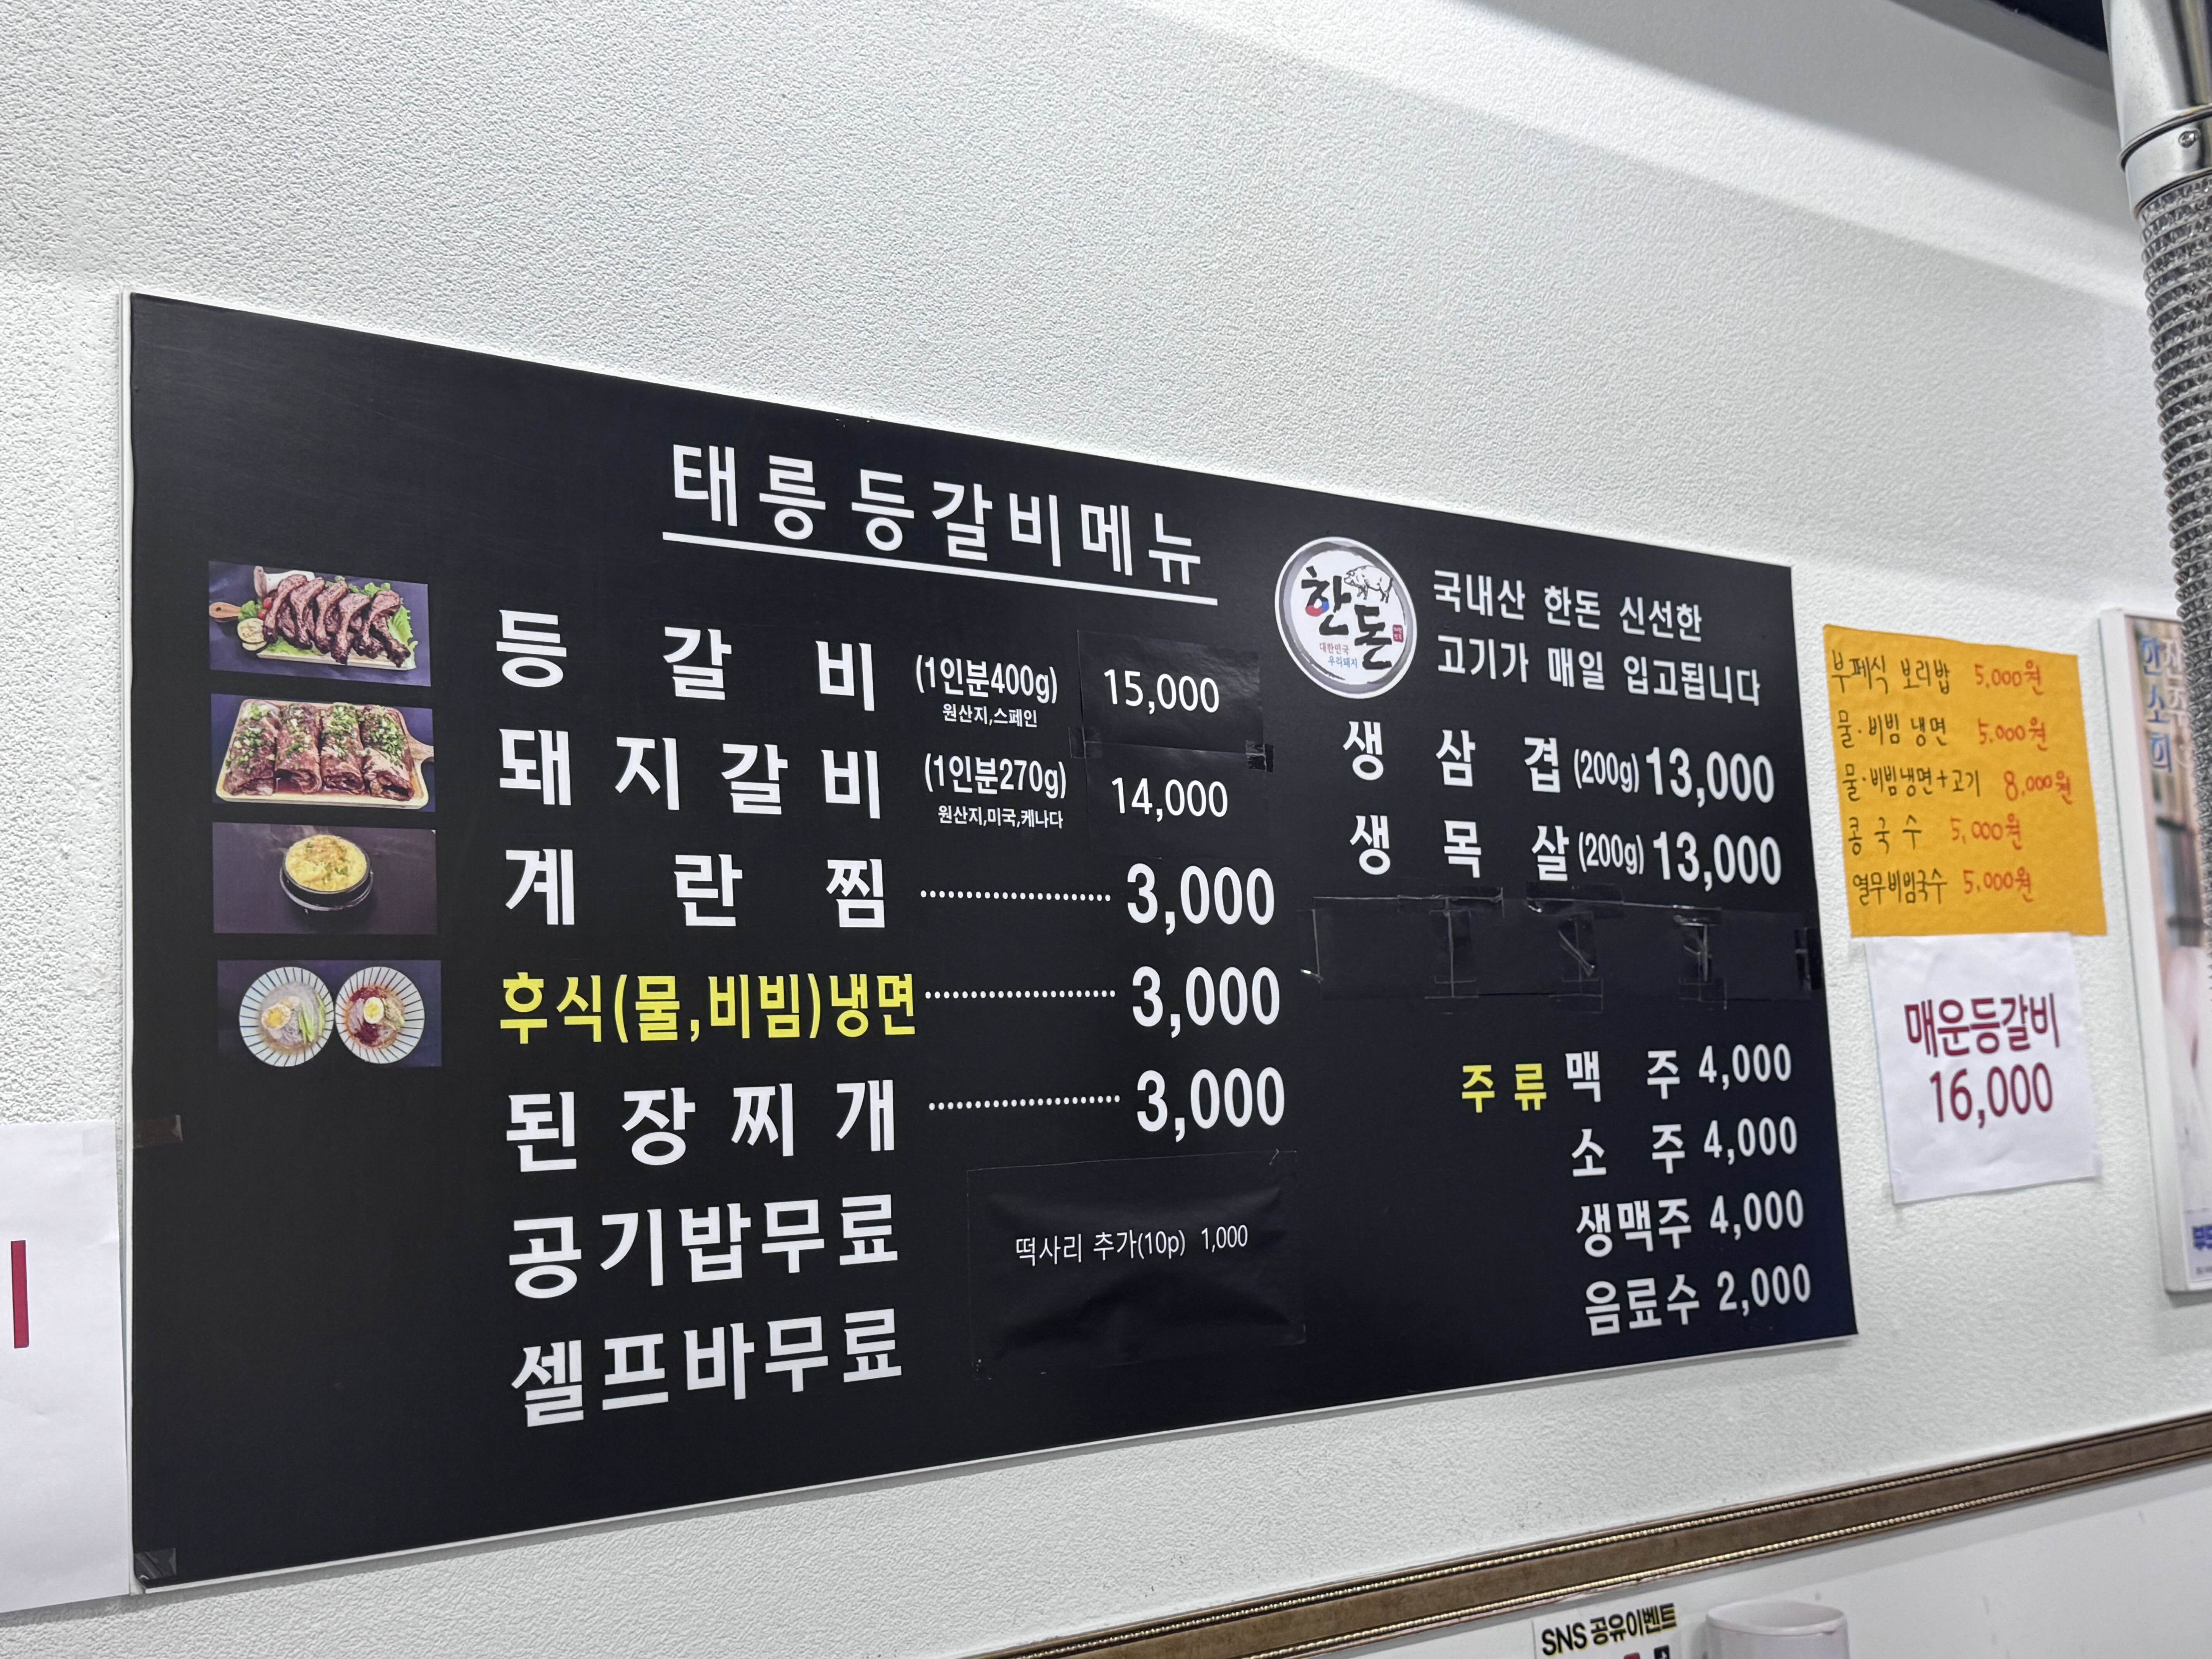 태릉등갈비메뉴
등갈비 (1인분400g) 15,000
원산지,스페인
돼지갈비 (1인분270g) 14,000
원산지,미국,케나다
계란찜 3,000
후식(물,비빔)냉면 3,000
된장찌개 3,000
공기밥무료
떡사리 추가(10p) 1,000
셀프바무료
한돈
대한민국
우리돼지
국내산 한돈 신선한
고기가 매일 입고됩니다
생삼겹 (200g) 13,000
생목살 (200g) 13,000
주류 맥주 4,000
소주 4,000
생맥주 4,000
음료수 2,000
부페식 보리밥 5,000원
물·비빔 냉면 5,000원
물·비빔냉면+고기 8,000원
콩국수 5,000원
열무비빔국수 5,000원
매운등갈비
16,000
SNS 공유이벤트